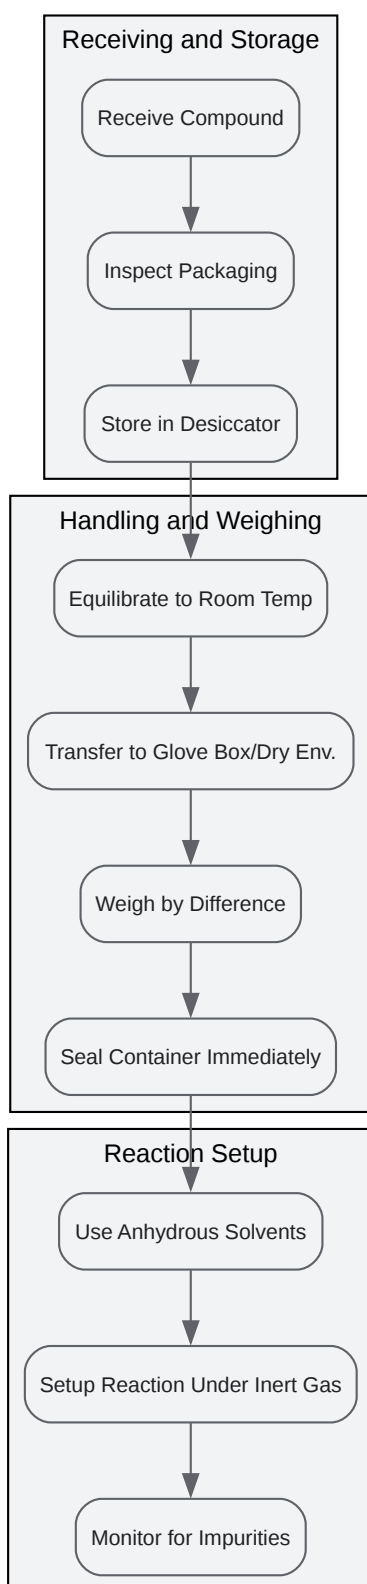 Receiving and Storage
Receive Compound
Inspect Packaging
Store in Desiccator
Handling and Weighing
Equilibrate to Room Temp
Transfer to Glove Box/Dry Env.
Weigh by Difference
Seal Container Immediately
Reaction Setup
Use Anhydrous Solvents
Setup Reaction Under Inert Gas
Monitor for Impurities